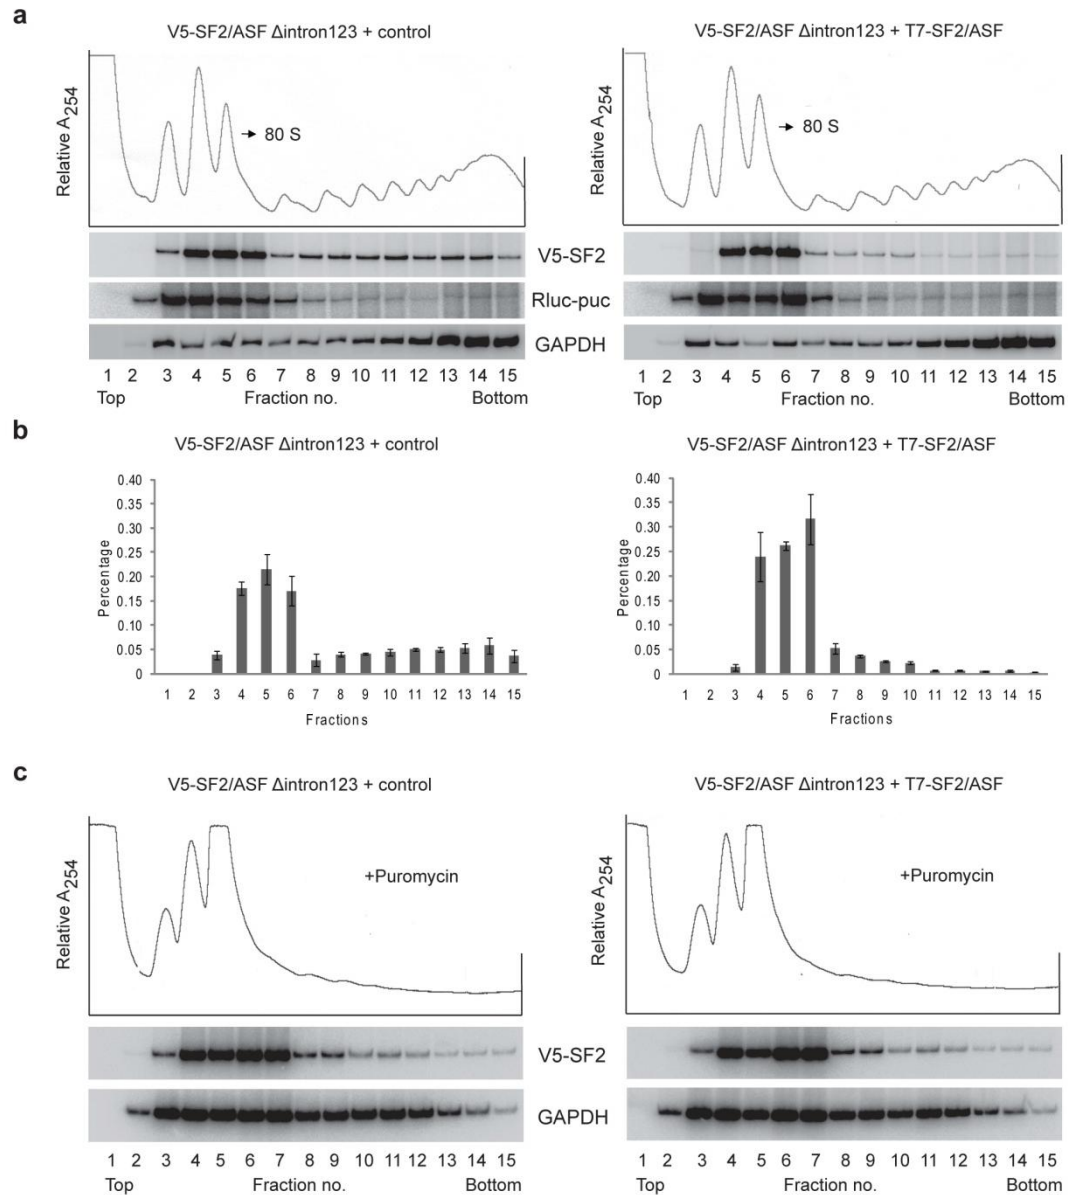 a
V5-SF2/ASF Δintron123 + control
V5-SF2/ASF Δintron123 + T7-SF2/ASF
Relative A254
→ 80 S
Relative A254
→ 80 S
V5-SF2
Rluc-puc
GAPDH
1 2 3 4 5 6 7 8 9 10 11 12 13 14 15
Top Fraction no. Bottom
1 2 3 4 5 6 7 8 9 10 11 12 13 14 15
Top Fraction no. Bottom
b
V5-SF2/ASF Δintron123 + control
Percentage
0.40
0.35
0.30
0.25
0.20
0.15
0.10
0.05
0
1 2 3 4 5 6 7 8 9 10 11 12 13 14 15
Fractions
V5-SF2/ASF Δintron123 + T7-SF2/ASF
Percentage
0.40
0.35
0.30
0.25
0.20
0.15
0.10
0.05
0
1 2 3 4 5 6 7 8 9 10 11 12 13 14 15
Fractions
c
V5-SF2/ASF Δintron123 + control
V5-SF2/ASF Δintron123 + T7-SF2/ASF
Relative A254
+Puromycin
Relative A254
+Puromycin
V5-SF2
GAPDH
1 2 3 4 5 6 7 8 9 10 11 12 13 14 15
Top Fraction no. Bottom
1 2 3 4 5 6 7 8 9 10 11 12 13 14 15
Top Fraction no. Bottom